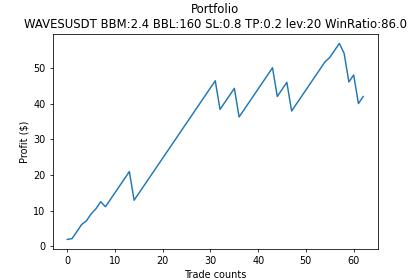 Portfolio
WAVESUSDT BBM:2.4 BBL:160 SL:0.8 TP:0.2 lev:20 WinRatio:86.0
50
40
30
20
10
0
Profit ($)
0 10 20 30 40 50 60
Trade counts